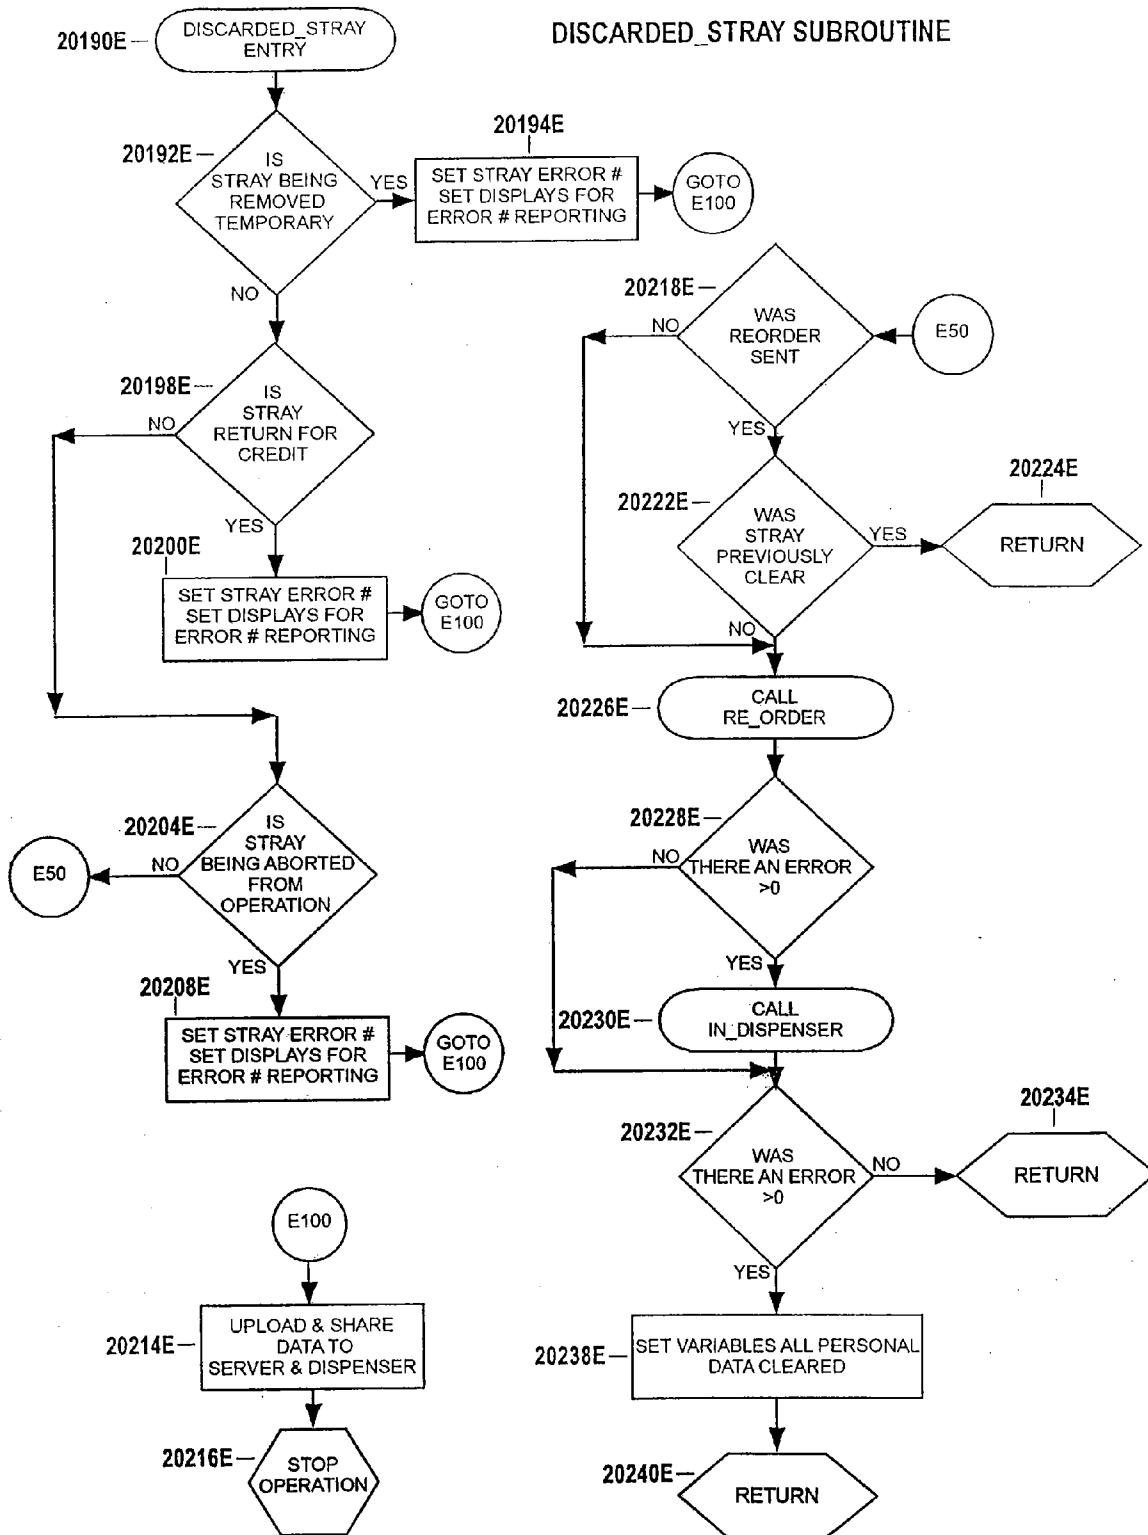 DISCARDED_STRAY SUBROUTINE
20190E
DISCARDED_STRAY
ENTRY
20192E
IS
STRAY BEING
REMOVED
TEMPORARY
YES
NO
20194E
SET STRAY ERROR #
SET DISPLAYS FOR
ERROR # REPORTING
GOTO
E100
20198E
IS
STRAY
RETURN FOR
CREDIT
NO
YES
20200E
SET STRAY ERROR #
SET DISPLAYS FOR
ERROR # REPORTING
GOTO
E100
20204E
IS
STRAY
BEING ABORTED
FROM
OPERATION
NO
E50
YES
20208E
SET STRAY ERROR #
SET DISPLAYS FOR
ERROR # REPORTING
GOTO
E100
E100
20214E
UPLOAD & SHARE
DATA TO
SERVER & DISPENSER
20216E
STOP
OPERATION
E50
20218E
WAS
REORDER
SENT
NO
YES
20222E
WAS
STRAY
PREVIOUSLY
CLEAR
YES
20224E
RETURN
NO
20226E
CALL
RE_ORDER
20228E
WAS
THERE AN ERROR
>0
NO
YES
20230E
CALL
IN_DISPENSER
20232E
WAS
THERE AN ERROR
>0
NO
20234E
RETURN
YES
20238E
SET VARIABLES ALL PERSONAL
DATA CLEARED
20240E
RETURN